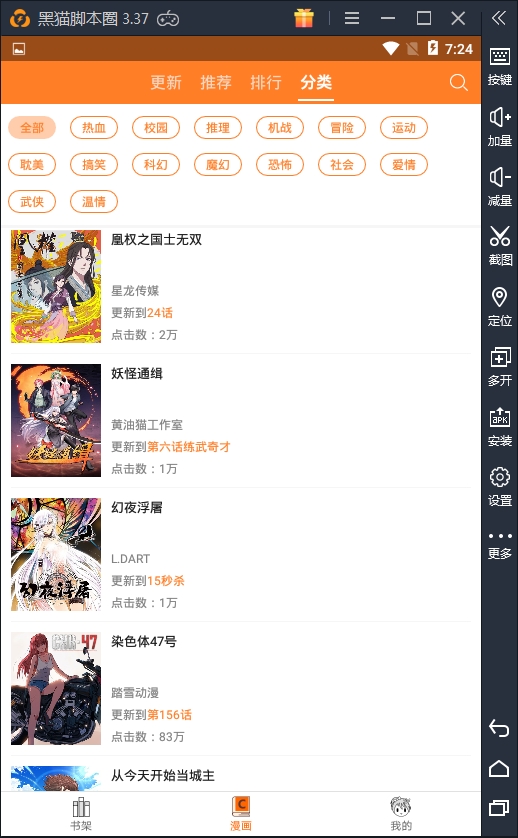 黑猫脚本圈 3.37
7:24
更新 推荐 排行 分类
全部 热血 校园 推理 机战 冒险 运动
耽美 搞笑 科幻 魔幻 恐怖 社会 爱情
武侠 温情
凰权之国士无双
星龙传媒
更新到24话
点击数：2万
妖怪通缉
黄油猫工作室
更新到第六话练武奇才
点击数：1万
幻夜浮屠
幻夜浮屠
L.DART
更新到15秒杀
点击数：1万
47
染色体47号
踏雪动漫
更新到第156话
点击数：83万
从今天开始当城主
书架 漫画 我的
按键
加量
减量
截图
定位
多开
APK
安装
设置
更多